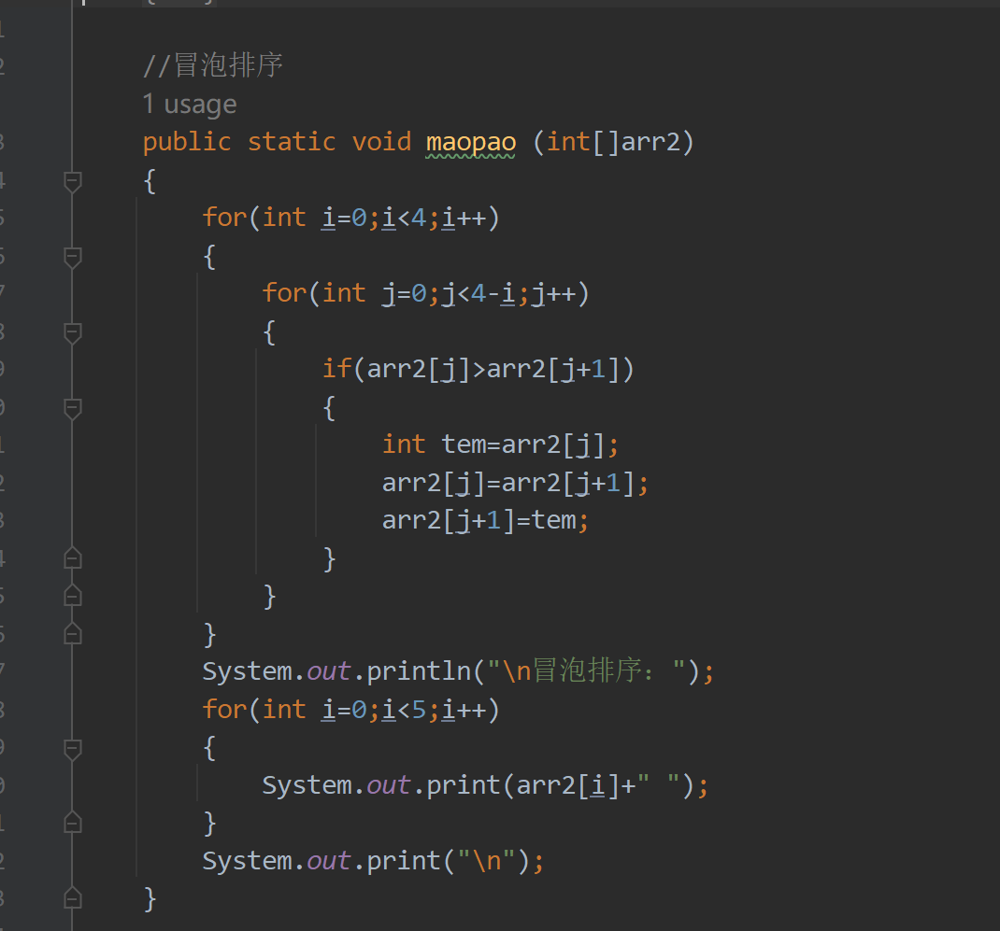 //冒泡排序
1 usage
public static void maopao (int[]arr2)
{
for(int i=0;i<4;i++)
{
for(int j=0;j<4-i;j++)
{
if(arr2[j]>arr2[j+1])
{
int tem=arr2[j];
arr2[j]=arr2[j+1];
arr2[j+1]=tem;
}
}
}
System.out.println("\n冒泡排序：");
for(int i=0;i<5;i++)
{
System.out.print(arr2[i]+" ");
}
System.out.print("\n");
}